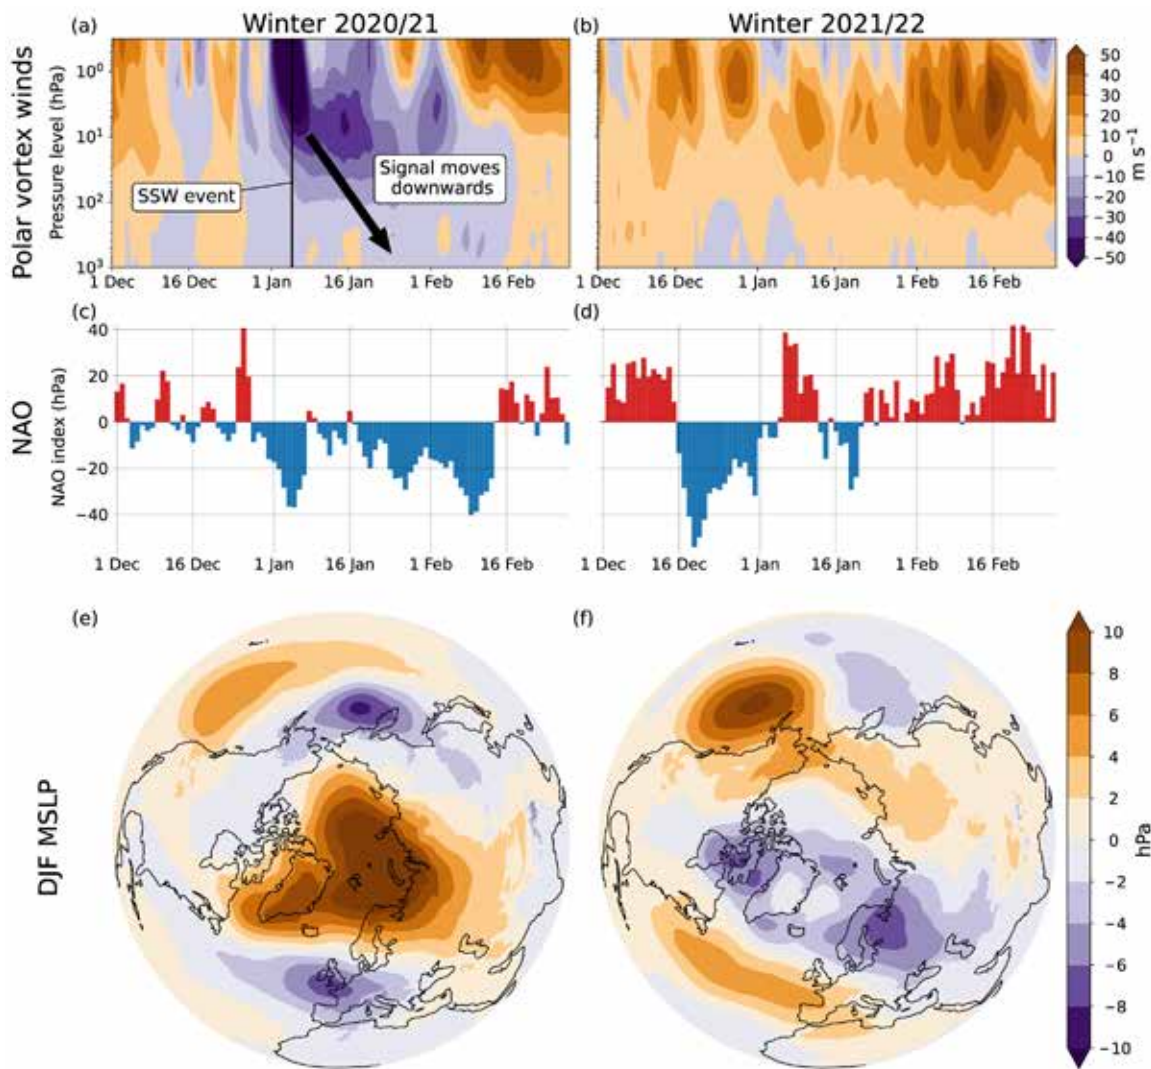 (a) Winter 2020/21
(b) Winter 2021/22
Polar vortex winds
Pressure level (hPa)
10⁰
10¹
10²
10³
SSW event
Signal moves
downwards
1 Dec 16 Dec 1 Jan 16 Jan 1 Feb 16 Feb
1 Dec 16 Dec 1 Jan 16 Jan 1 Feb 16 Feb
50
40
30
20
10
0
−10
−20
−30
−40
−50
m s⁻¹
(c)
(d)
NAO
NAO index (hPa)
40
20
0
−20
−40
1 Dec 16 Dec 1 Jan 16 Jan 1 Feb 16 Feb
1 Dec 16 Dec 1 Jan 16 Jan 1 Feb 16 Feb
(e)
(f)
DJF MSLP
10
8
6
4
2
0
−2
−4
−6
−8
−10
hPa